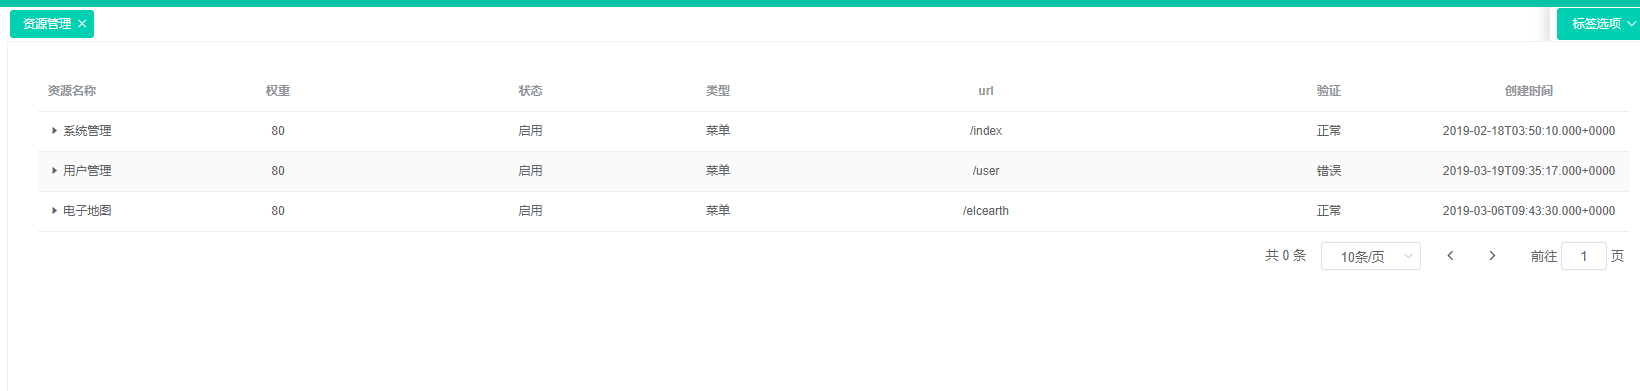 资源管理
标签选项
资源名称 权重 状态 类型 url 验证 创建时间
系统管理 80 启用 菜单 /index 正常 2019-02-18T03:50:10.000+0000
用户管理 80 启用 菜单 /user 错误 2019-03-19T09:35:17.000+0000
电子地图 80 启用 菜单 /elcearth 正常 2019-03-06T09:43:30.000+0000
共 0 条 10条/页 前往 1 页